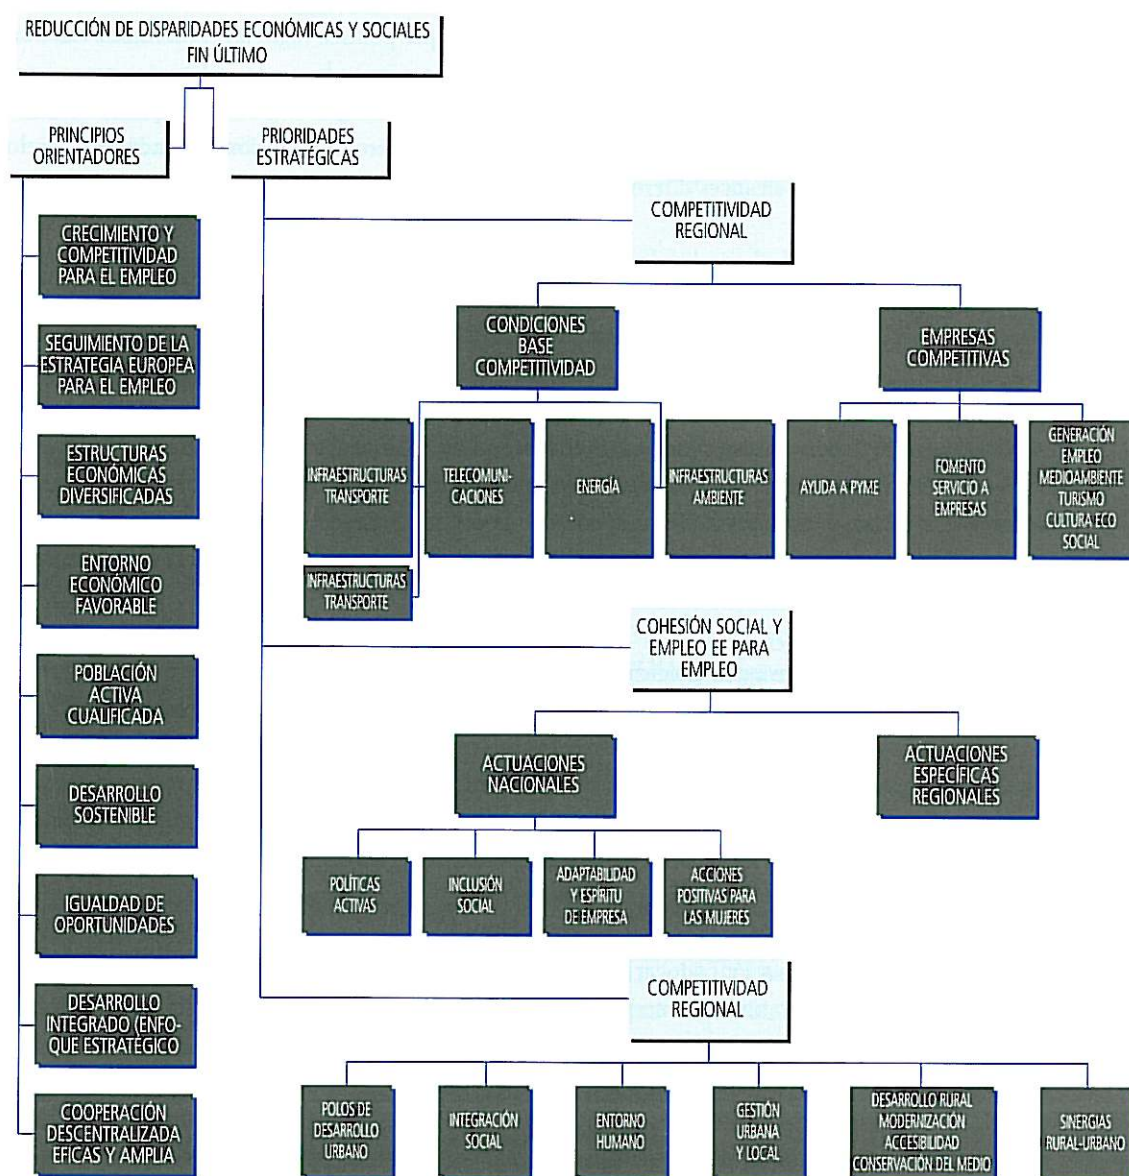 REDUCCIÓN DE DISPARIDADES ECONÓMICAS Y SOCIALES
FIN ÚLTIMO
PRINCIPIOS
ORIENTADORES
PRIORIDADES
ESTRATÉGICAS
CRECIMIENTO Y
COMPETITIVIDAD
PARA EL EMPLEO
SEGUIMIENTO DE LA
ESTRATEGIA EUROPEA
PARA EL EMPLEO
ESTRUCTURAS
ECONÓMICAS
DIVERSIFICADAS
ENTORNO
ECONÓMICO
FAVORABLE
POBLACIÓN
ACTIVA
CUALIFICADA
DESARROLLO
SOSTENIBLE
IGUALDAD DE
OPORTUNIDADES
DESARROLLO
INTEGRADO (ENFO-
QUE ESTRATÉGICO
COOPERACIÓN
DESCENTRALIZADA
EFICAS Y AMPLIA
COMPETITIVIDAD
REGIONAL
CONDICIONES
BASE
COMPETITIVIDAD
EMPRESAS
COMPETITIVAS
INFRAESTRUCTURAS
TRANSPORTE
TELECOMUNI-
CACIONES
ENERGÍA
INFRAESTRUCTURAS
AMBIENTE
AYUDA A PYME
FOMENTO
SERVICIO A
EMPRESAS
GENERACIÓN
EMPLEO
MEDIOAMBIENTE
TURISMO
CULTURA ECO
SOCIAL
INFRAESTRUCTURAS
TRANSPORTE
COHESIÓN SOCIAL Y
EMPLEO EE PARA
EMPLEO
ACTUACIONES
NACIONALES
ACTUACIONES
ESPECÍFICAS
REGIONALES
POLÍTICAS
ACTIVAS
INCLUSIÓN
SOCIAL
ADAPTABILIDAD
Y ESPÍRITU
DE EMPRESA
ACCIONES
POSITIVAS PARA
LAS MUJERES
COMPETITIVIDAD
REGIONAL
POLOS DE
DESARROLLO
URBANO
INTEGRACIÓN
SOCIAL
ENTORNO
HUMANO
GESTIÓN
URBANA
Y LOCAL
DESARROLLO RURAL
MODERNIZACIÓN
ACCESIBILIDAD
CONSERVACIÓN DEL MEDIO
SINERGIAS
RURAL-URBANO